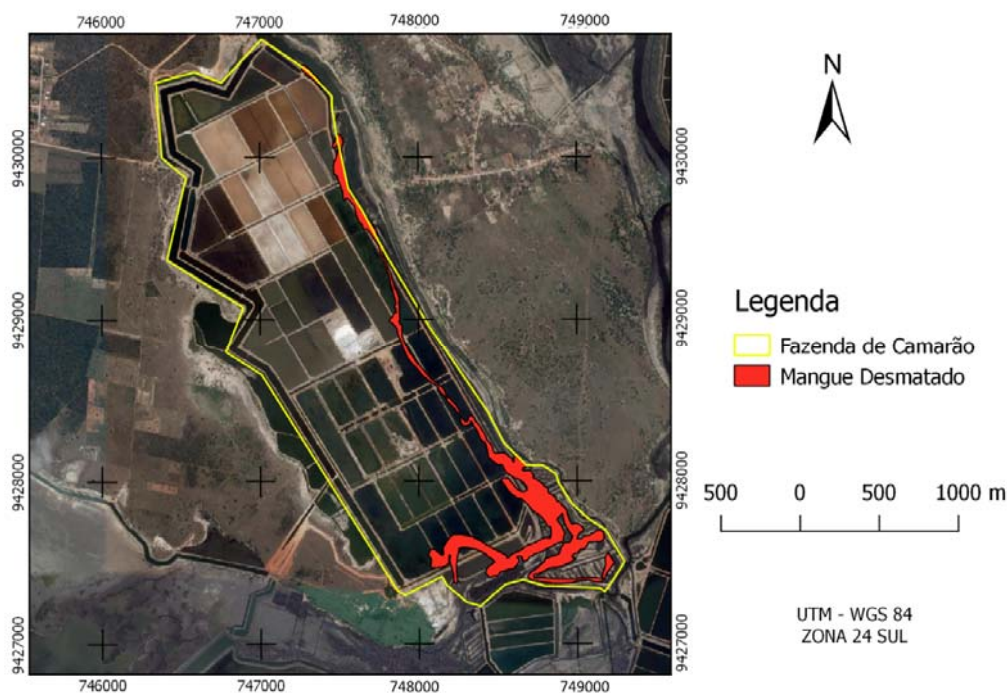 746000 747000 748000 749000
N
9430000 9430000
9429000 9429000
9428000 9428000
9427000 9427000
746000 747000 748000 749000
Legenda
Fazenda de Camarão
Mangue Desmatado
500 0 500 1000 m
UTM - WGS 84
ZONA 24 SUL